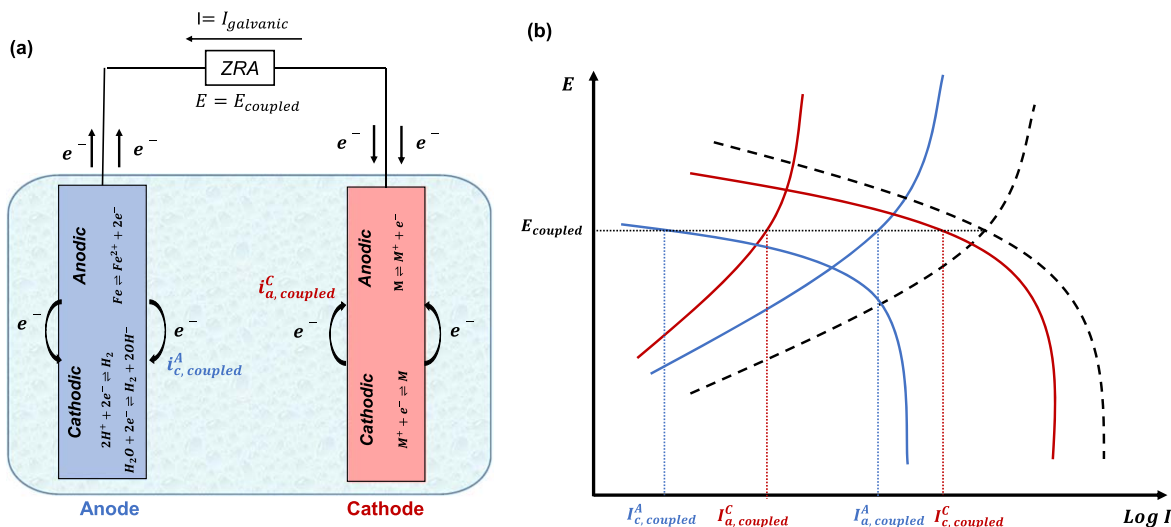 (a)
I= I_galvanic
ZRA
E = E_coupled
e⁻ e⁻
e⁻ e⁻
Anodic
Fe ⇌ Fe²⁺ + 2e⁻
Cathodic
2H⁺ + 2e⁻ ⇌ H₂
H₂O + 2e⁻ ⇌ H₂ + 2OH⁻
e⁻ e⁻
i^A_c, coupled
Anodic
M ⇌ M⁺ + e⁻
Cathodic
M⁺ + e⁻ ⇌ M
i^C_a, coupled
e⁻ e⁻
Anode
Cathode
(b)
E
E_coupled
I^A_c, coupled
I^C_a, coupled
I^A_a, coupled
I^C_c, coupled
Log I